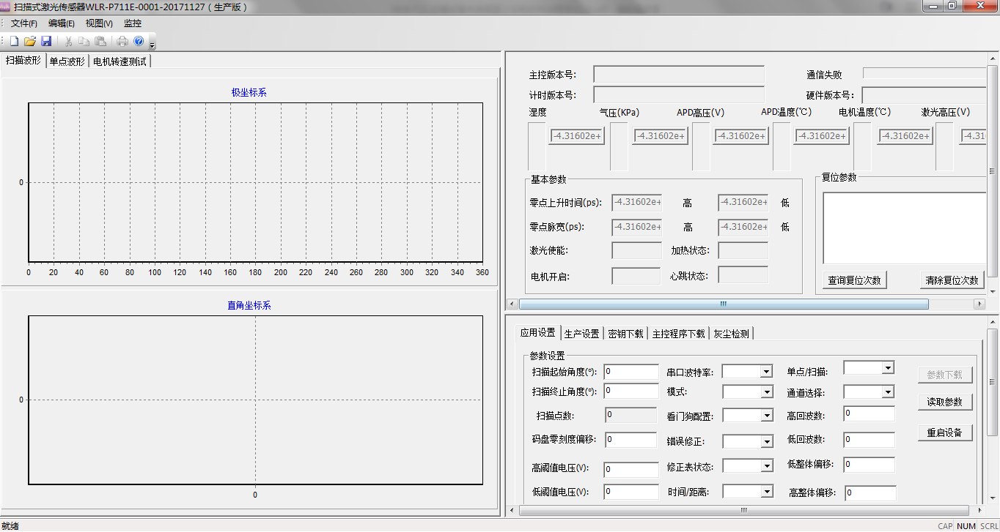 扫描式激光传感器WLR-P711E-0001-20171127（生产版）
文件(F) 编辑(E) 视图(V) 监控
扫描波形 单点波形 电机转速测试
极坐标系
0
0 20 40 60 80 100 120 140 160 180 200 220 240 260 280 300 320 340 360
直角坐标系
0
0
主控版本号: 通信失败
计时版本号: 硬件版本号:
湿度 气压(KPa) APD高压(V) APD温度(℃) 电机温度(℃) 激光高压(V)
-4.31602e+ -4.31602e+ -4.31602e+ -4.31602e+ -4.31602e+ -4.31
基本参数
零点上升时间(ps): -4.31602e+ 高 -4.31602e+ 低
零点脉宽(ps): -4.31602e+ 高 -4.31602e+ 低
激光使能: 加热状态:
电机开启: 心跳状态:
复位参数
查询复位次数 清除复位次数
应用设置 生产设置 密钥下载 主控程序下载 灰尘检测
参数设置
扫描起始角度(°): 0 串口波特率: 单点/扫描: 参数下载
扫描终止角度(°): 0 模式: 通道选择: 读取参数
扫描点数: 0 看门狗配置: 高回波数: 0 重启设备
码盘零刻度偏移: 0 错误修正: 低回波数: 0
高阈值电压(V): 0 修正表状态: 低整体偏移: 0
低阈值电压(V): 0 时间/距离: 高整体偏移: 0
就绪 CAP NUM SCRL